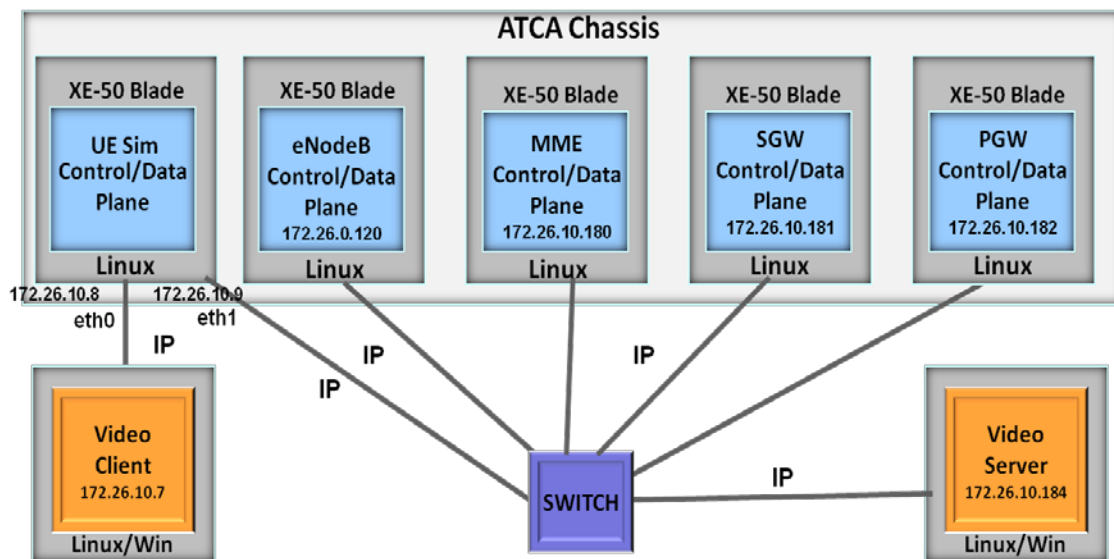 ATCA Chassis
XE-50 Blade
UE Sim
Control/Data
Plane
Linux
XE-50 Blade
eNodeB
Control/Data
Plane
172.26.0.120
Linux
XE-50 Blade
MME
Control/Data
Plane
172.26.10.180
Linux
XE-50 Blade
SGW
Control/Data
Plane
172.26.10.181
Linux
XE-50 Blade
PGW
Control/Data
Plane
172.26.10.182
Linux
172.26.10.8
eth0
172.26.10.9
eth1
IP
IP
IP
IP
Video
Client
172.26.10.7
Linux/Win
SWITCH
IP
Video
Server
172.26.10.184
Linux/Win